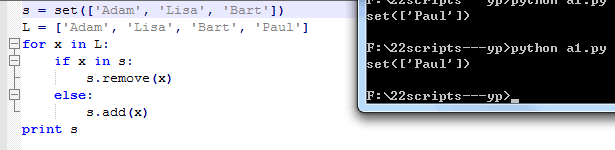 s = set(['Adam', 'Lisa', 'Bart'])
L = ['Adam', 'Lisa', 'Bart', 'Paul']
for x in L:
    if x in s:
        s.remove(x)
    else:
        s.add(x)
print s
F:\22scripts---yp>python a1.py
set(['Paul'])
F:\22scripts---yp>python a1.py
set(['Paul'])
F:\22scripts---yp>_